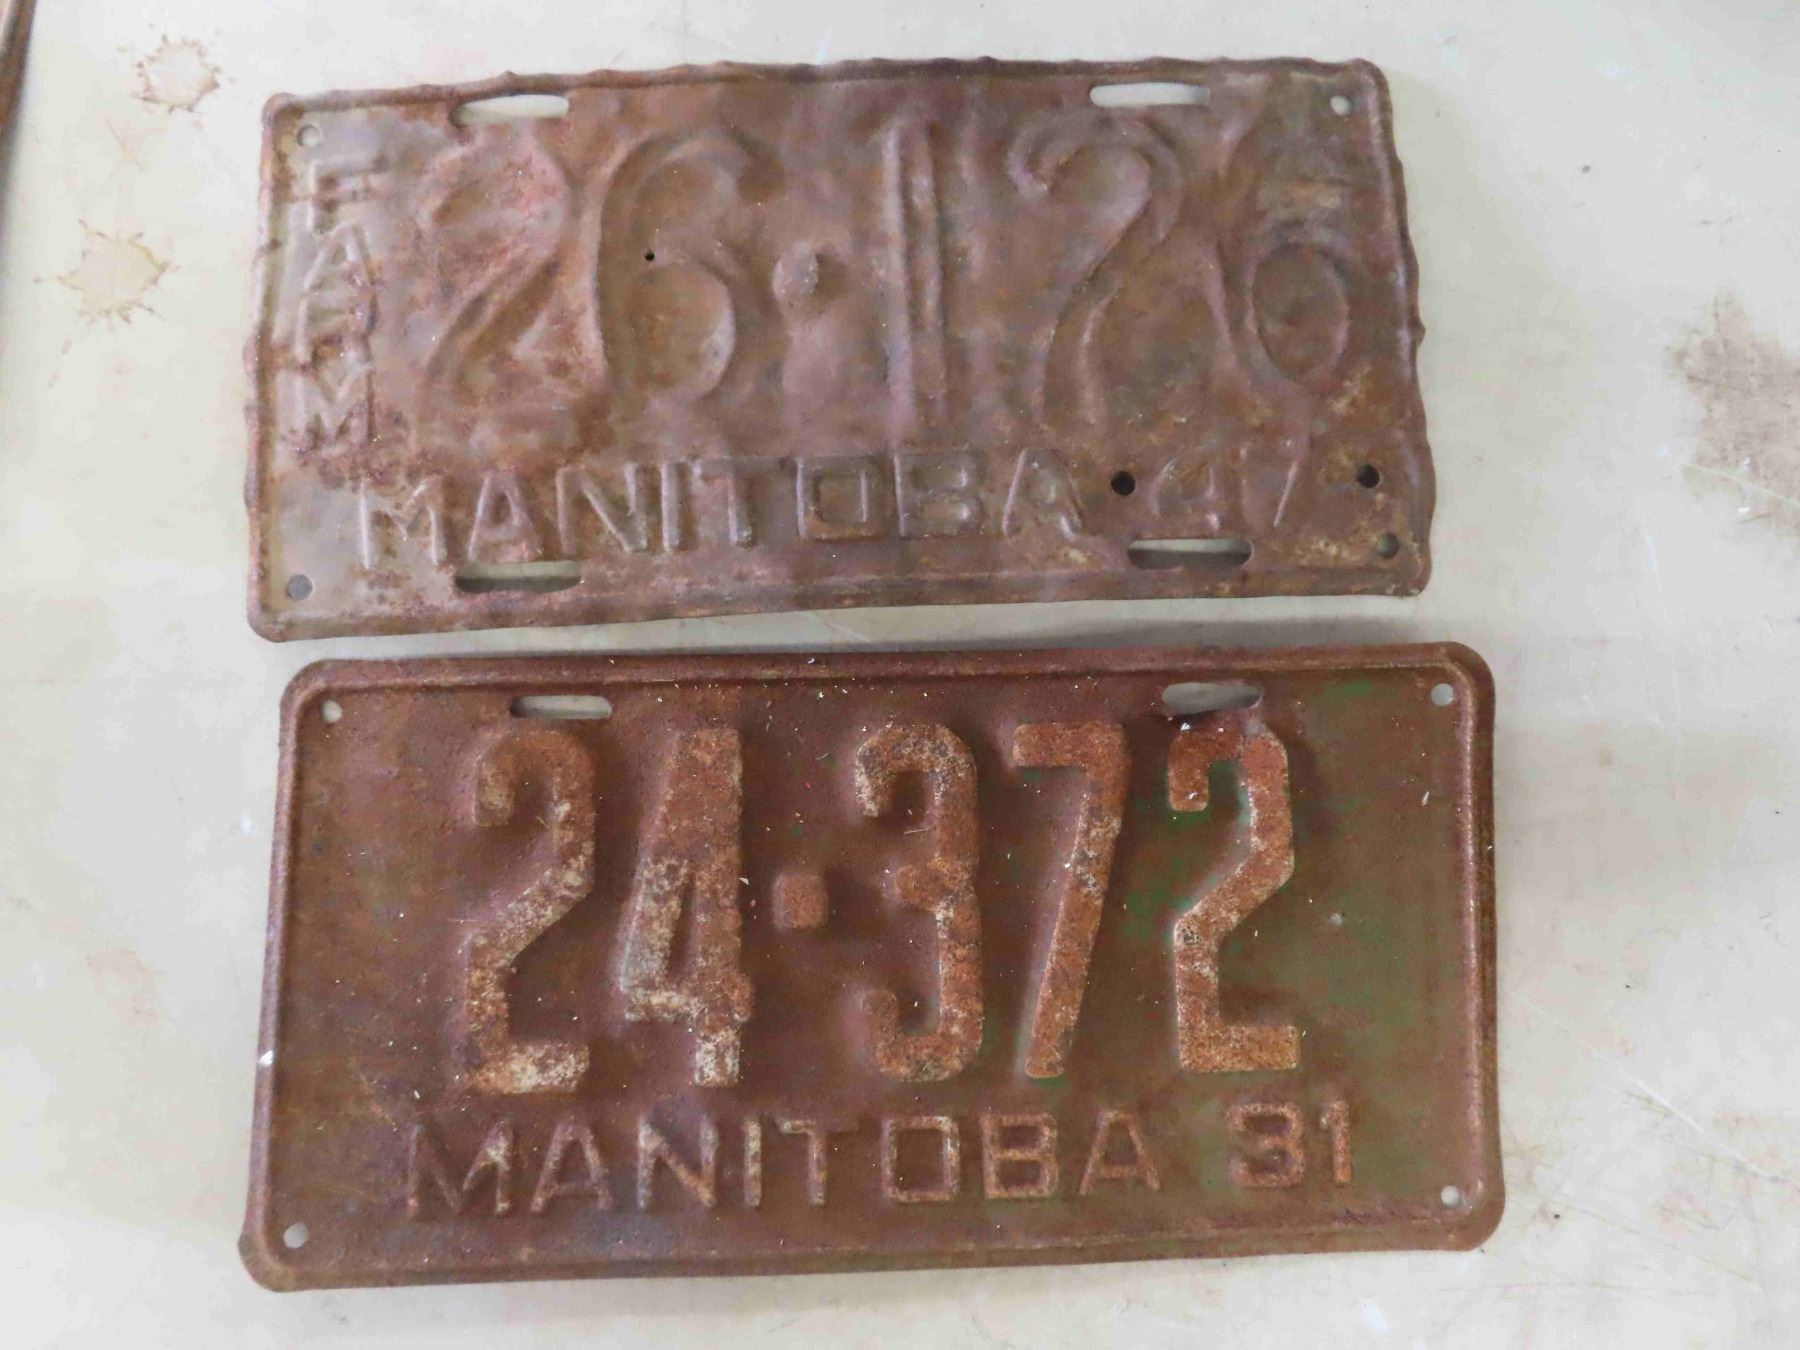 FARM
26·126
MANITOBA 47
24·372
MANITOBA 31